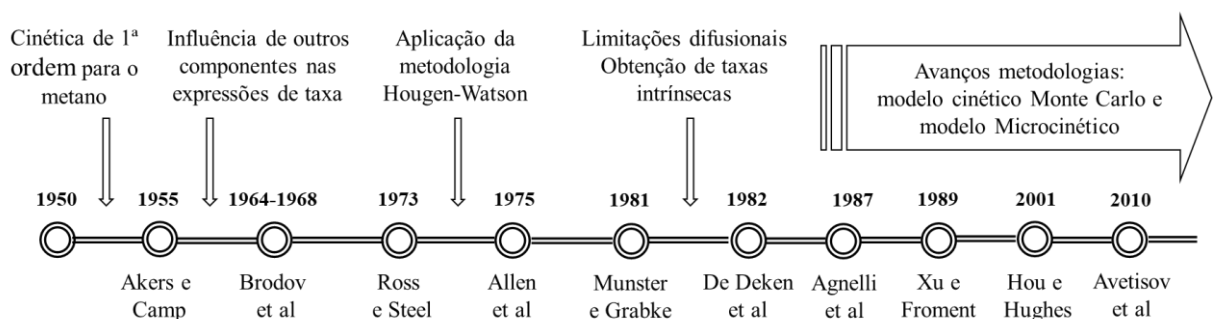 Cinética de 1ª
ordem para o
metano
Influência de outros
componentes nas
expressões de taxa
Aplicação da
metodologia
Hougen-Watson
Limitações difusionais
Obtenção de taxas
intrínsecas
Avanços metodologias:
modelo cinético Monte Carlo e
modelo Microcinético
1950
1955
1964-1968
1973
1975
1981
1982
1987
1989
2001
2010
Akers e
Camp
Brodov
et al
Ross
e Steel
Allen
et al
Munster
e Grabke
De Deken
et al
Agnelli
et al
Xu e
Froment
Hou e
Hughes
Avetisov
et al